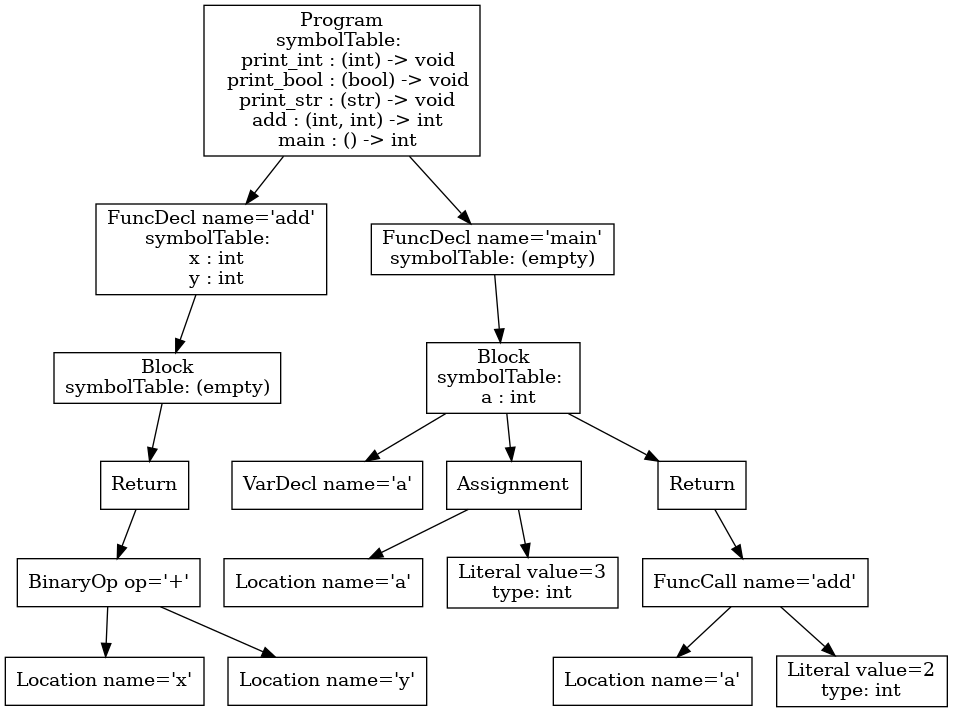 Program
symbolTable:
print_int : (int) -> void
print_bool : (bool) -> void
print_str : (str) -> void
add : (int, int) -> int
main : () -> int
FuncDecl name='add'
symbolTable:
x : int
y : int
FuncDecl name='main'
symbolTable: (empty)
Block
symbolTable: (empty)
Block
symbolTable:
a : int
Return
VarDecl name='a'
Assignment
Return
BinaryOp op='+'
Location name='a'
Literal value=3
type: int
FuncCall name='add'
Location name='x'
Location name='y'
Location name='a'
Literal value=2
type: int